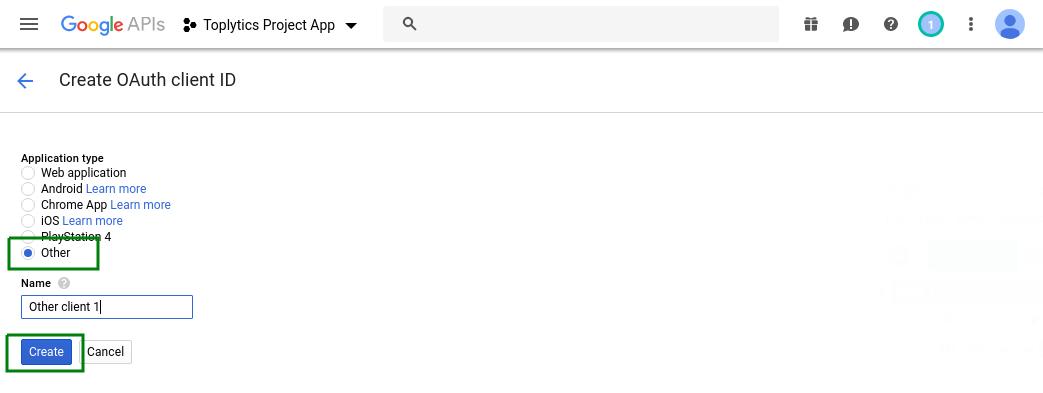 Google APIs Toplytics Project App 1
Create OAuth client ID
Application type
Web application
Android Learn more
Chrome App Learn more
iOS Learn more
PlayStation 4
Other
Name ?
Other client 1
Create Cancel